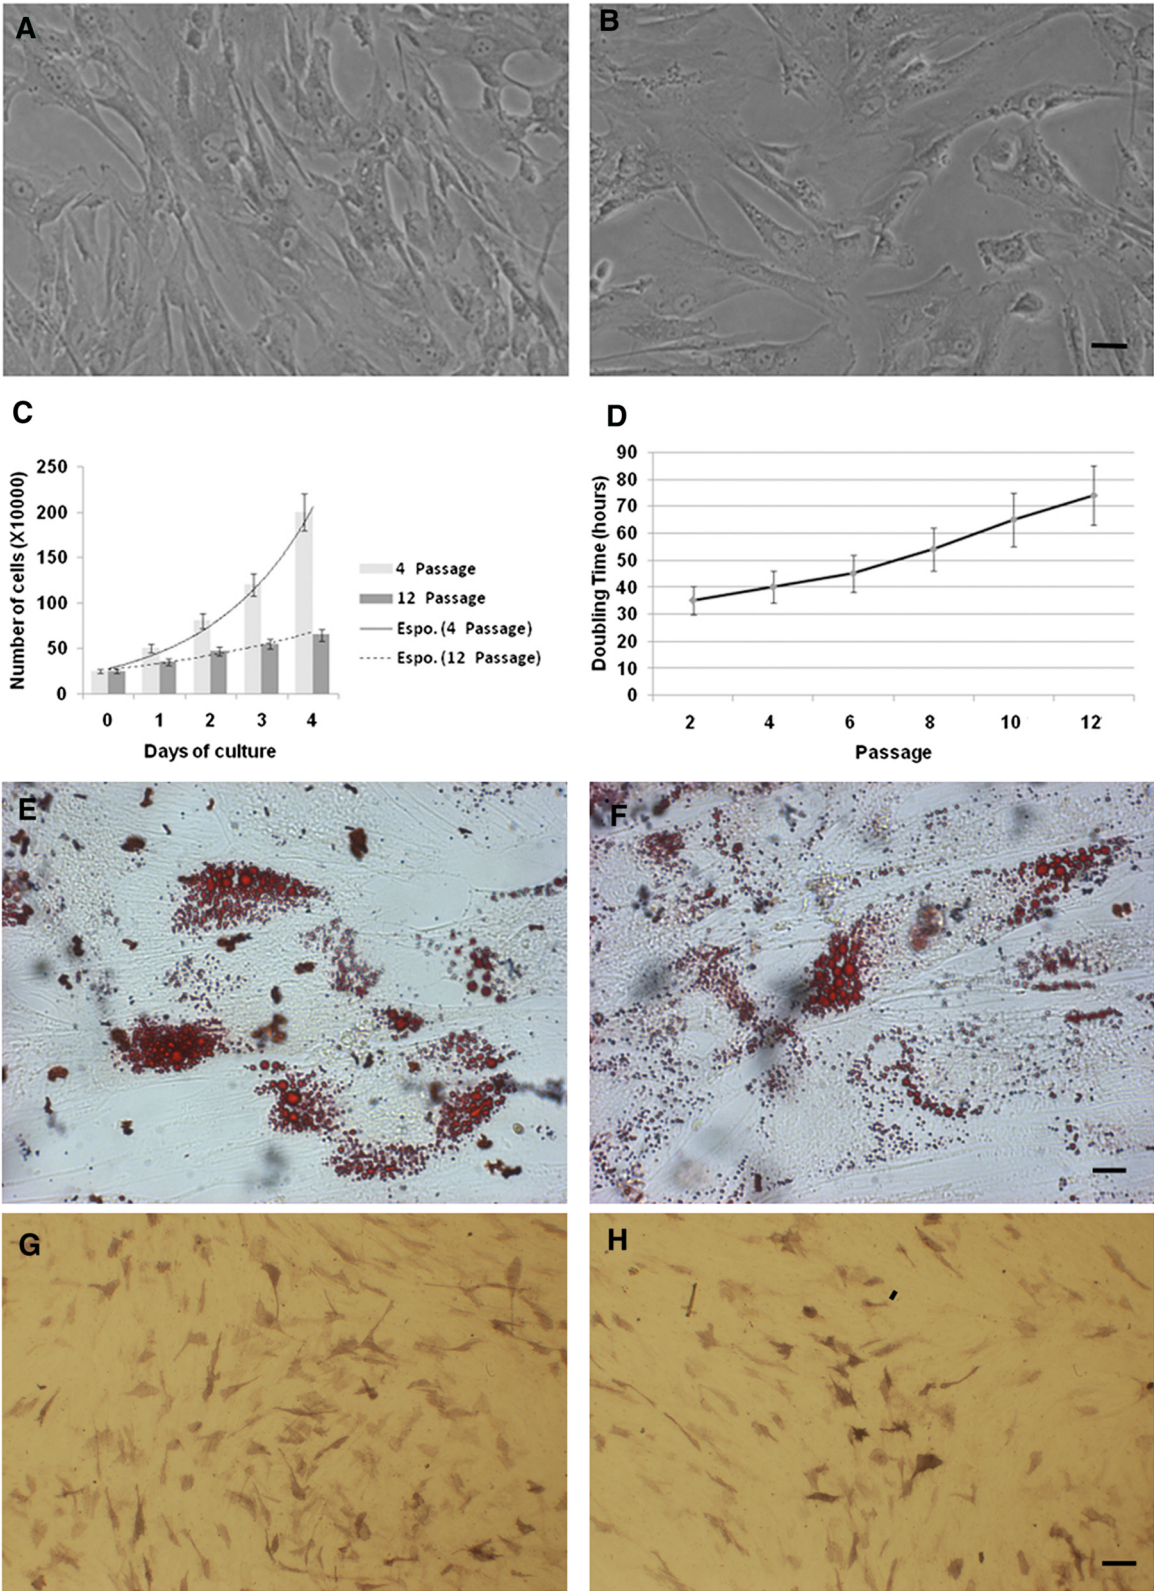 A
B
C
D
Number of cells (X10000)
250
200
150
100
50
0
0 1 2 3 4
Days of culture
4 Passage
12 Passage
Espo. (4 Passage)
Espo. (12 Passage)
Doubling Time (hours)
90
80
70
60
50
40
30
20
10
0
2 4 6 8 10 12
Passage
E
F
G
H